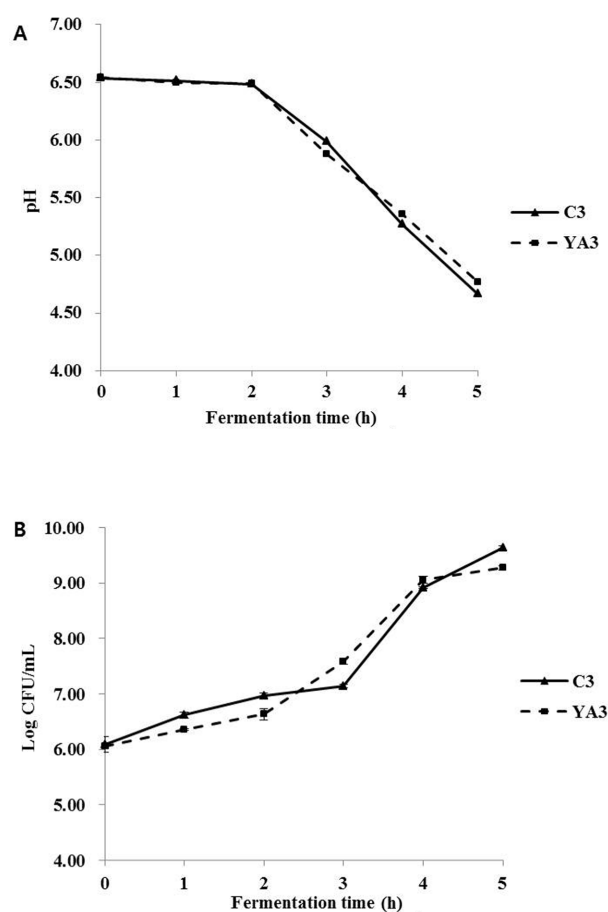 A
7.00
6.50
6.00
5.50
5.00
4.50
4.00
pH
0 1 2 3 4 5
Fermentation time (h)
C3
YA3
B
10.00
9.00
8.00
7.00
6.00
5.00
4.00
Log CFU/mL
0 1 2 3 4 5
Fermentation time (h)
C3
YA3